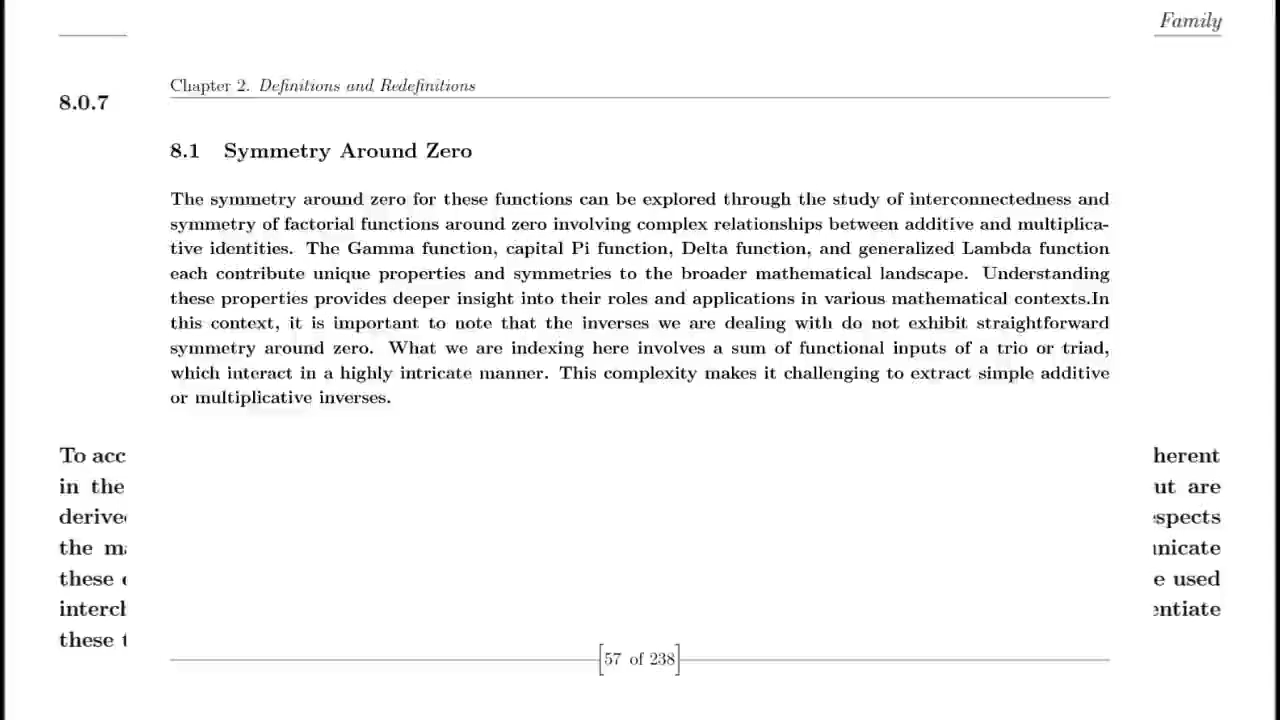 Family
8.0.7
Chapter 2. Definitions and Redefinitions
8.1 Symmetry Around Zero
The symmetry around zero for these functions can be explored through the study of interconnectedness and
symmetry of factorial functions around zero involving complex relationships between additive and multiplica-
tive identities. The Gamma function, capital Pi function, Delta function, and generalized Lambda function
each contribute unique properties and symmetries to the broader mathematical landscape. Understanding
these properties provides deeper insight into their roles and applications in various mathematical contexts.In
this context, it is important to note that the inverses we are dealing with do not exhibit straightforward
symmetry around zero. What we are indexing here involves a sum of functional inputs of a trio or triad,
which interact in a highly intricate manner. This complexity makes it challenging to extract simple additive
or multiplicative inverses.
To acc herent
in the ut are
derive spects
the m nicate
these e used
interch entiate
these t
[57 of 238]